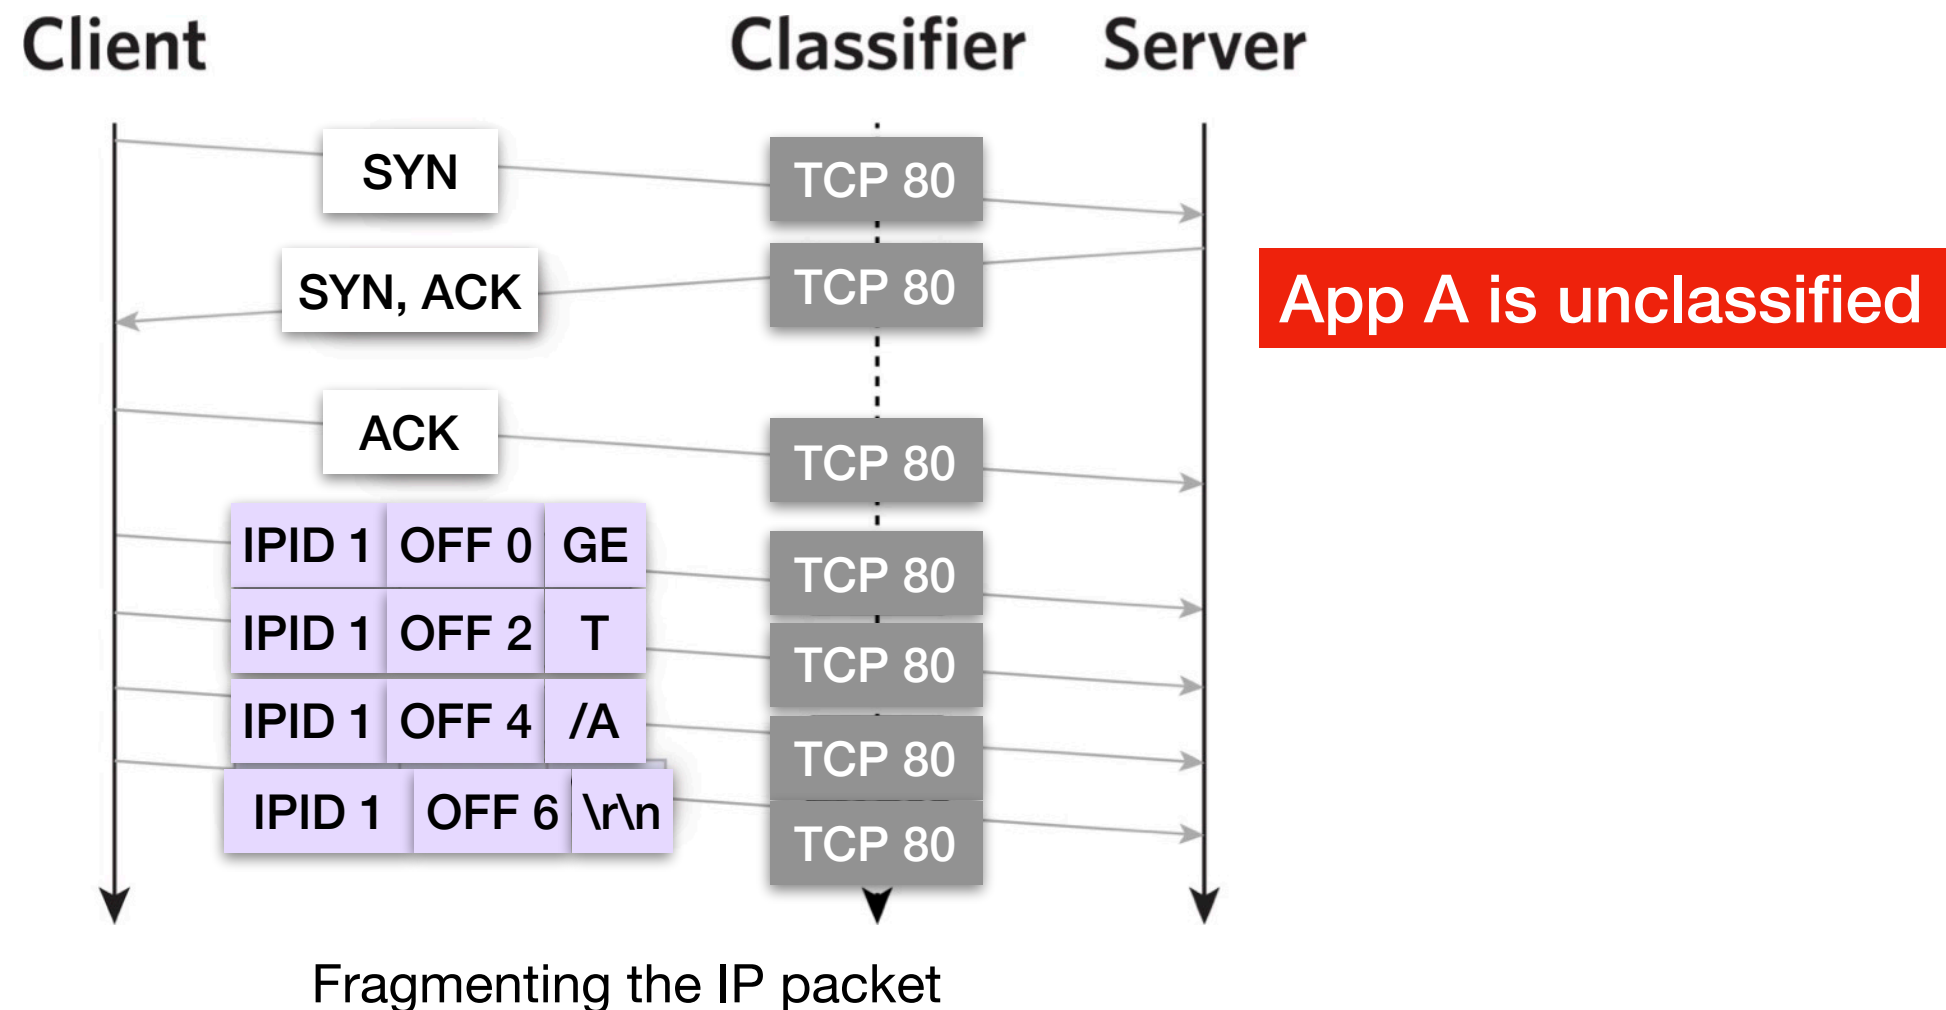 Client Classifier Server
SYN TCP 80
SYN, ACK TCP 80
App A is unclassified
ACK TCP 80
IPID 1 OFF 0 GE TCP 80
IPID 1 OFF 2 T TCP 80
IPID 1 OFF 4 /A TCP 80
IPID 1 OFF 6 \r\n TCP 80
Fragmenting the IP packet